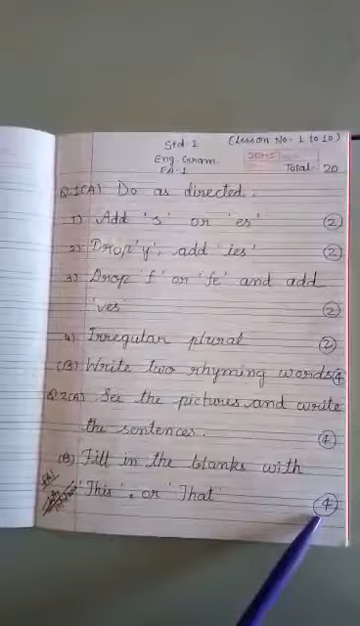 (Lesson No- 1 to 10)
Std- I
Eng. Gram.
FA-1
Total- 20
Q.1(A) Do as directed.
1) Add 's' or 'es' 2
2) Drop 'y', add 'ies' 2
3) Drop 'f' or 'fe' and add
'ves' 2
4) Irregular plural 2
(B) Write two rhyming words 4
Q.2(A) See the pictures and write
the sentences. 4
(B) Fill in the blanks with
'This'. or 'That' 4